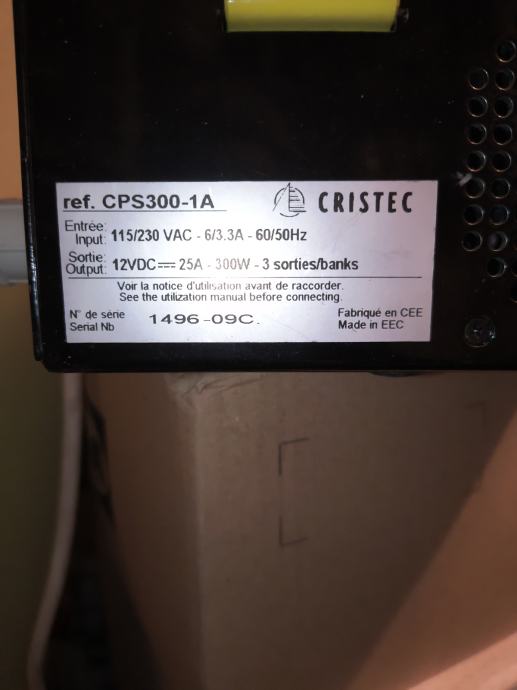 ref. CPS300-1A CRISTEC
Entrée:
Input: 115/230 VAC - 6/3.3A - 60/50Hz
Sortie:
Output: 12VDC⎓ 25A - 300W - 3 sorties/banks
Voir la notice d'utilisation avant de raccorder.
See the utilization manual before connecting.
N° de série
Serial Nb 1496-09C.
Fabriqué en CEE
Made in EEC